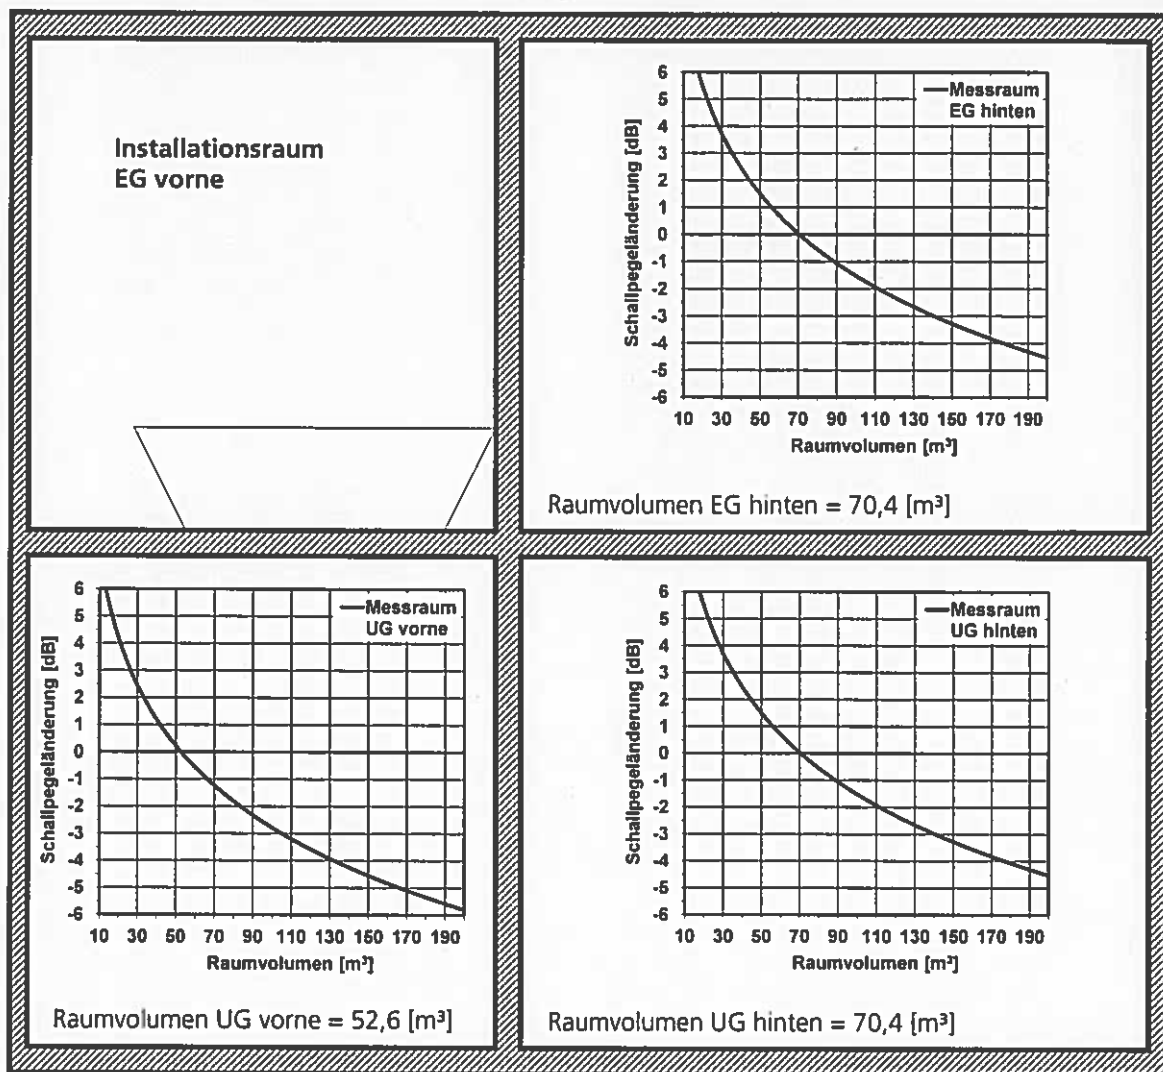 Installationsraum
EG vorne
Schallpegeländerung [dB]
6
5
4
3
2
1
0
-1
-2
-3
-4
-5
-6
Messraum
EG hinten
10 30 50 70 90 110 130 150 170 190
Raumvolumen [m³]
Raumvolumen EG hinten = 70,4 [m³]
Schallpegeländerung [dB]
6
5
4
3
2
1
0
-1
-2
-3
-4
-5
-6
Messraum
UG vorne
10 30 50 70 90 110 130 150 170 190
Raumvolumen [m³]
Raumvolumen UG vorne = 52,6 [m³]
Schallpegeländerung [dB]
6
5
4
3
2
1
0
-1
-2
-3
-4
-5
-6
Messraum
UG hinten
10 30 50 70 90 110 130 150 170 190
Raumvolumen [m³]
Raumvolumen UG hinten = 70,4 [m³]